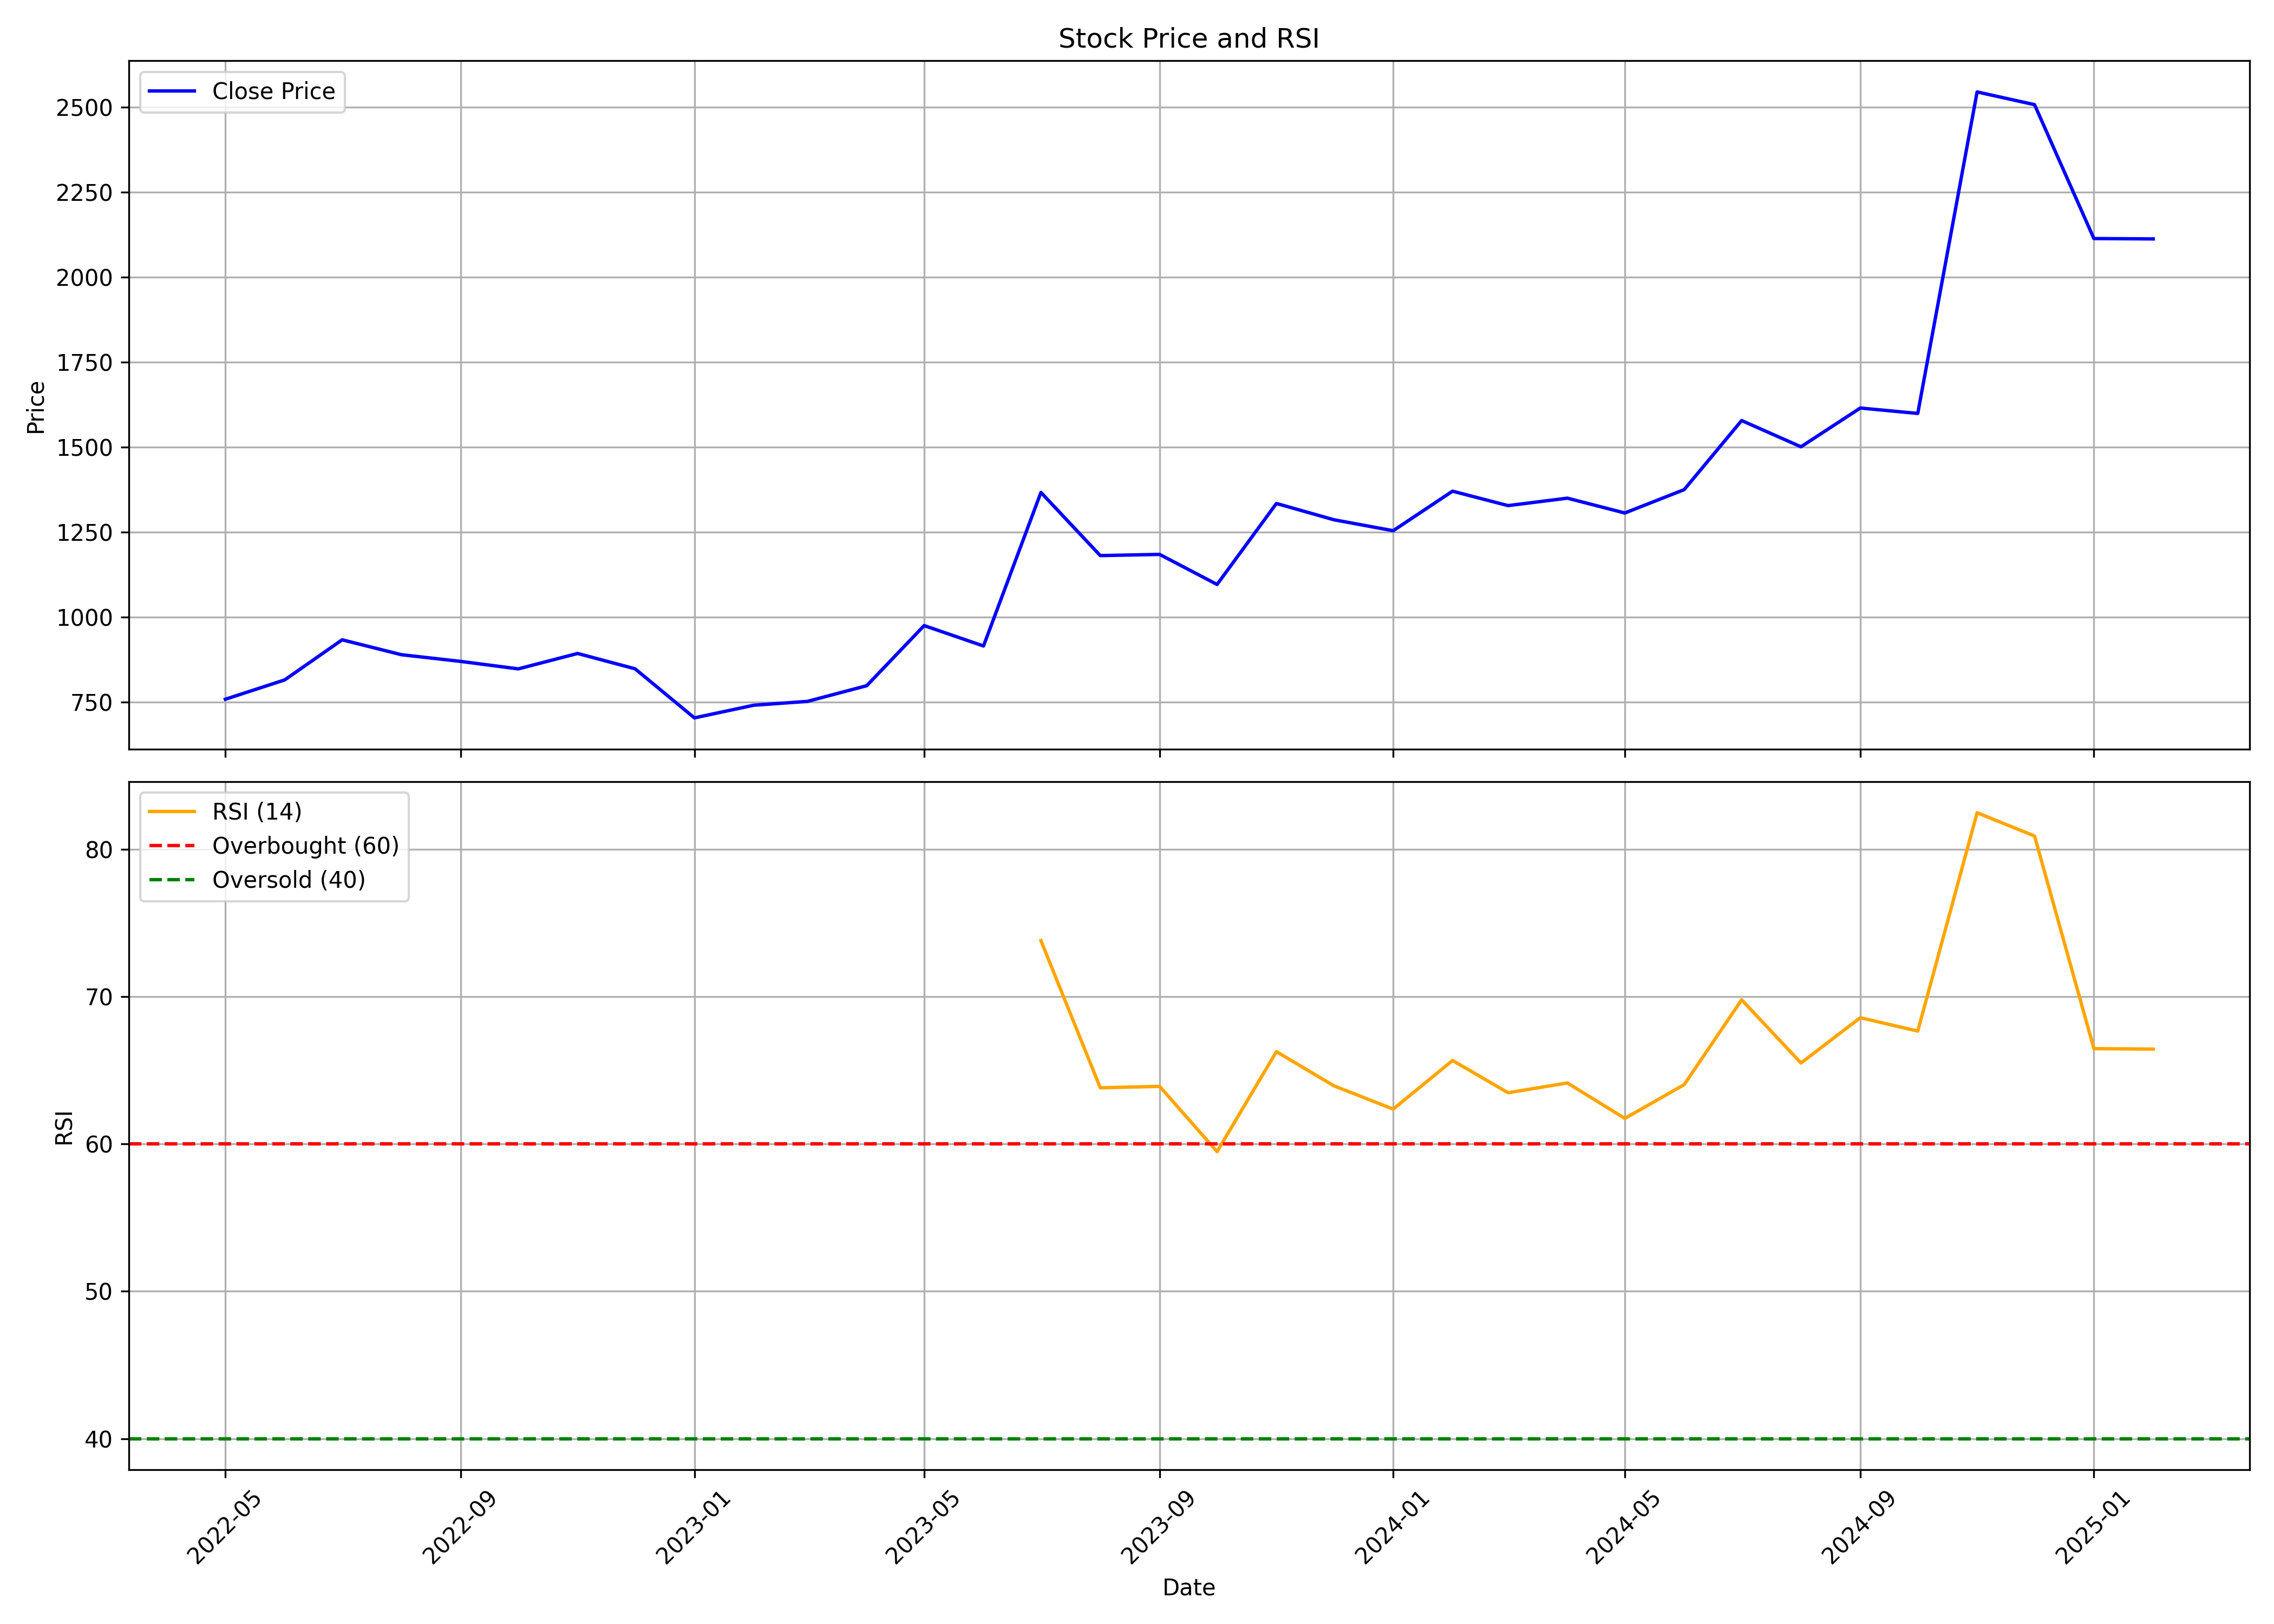 Stock Price and RSI
Close Price
2500
2250
2000
1750
1500
1250
1000
750
Price
RSI (14)
Overbought (60)
Oversold (40)
80
70
60
50
40
RSI
2022-05
2022-09
2023-01
2023-05
2023-09
2024-01
2024-05
2024-09
2025-01
Date